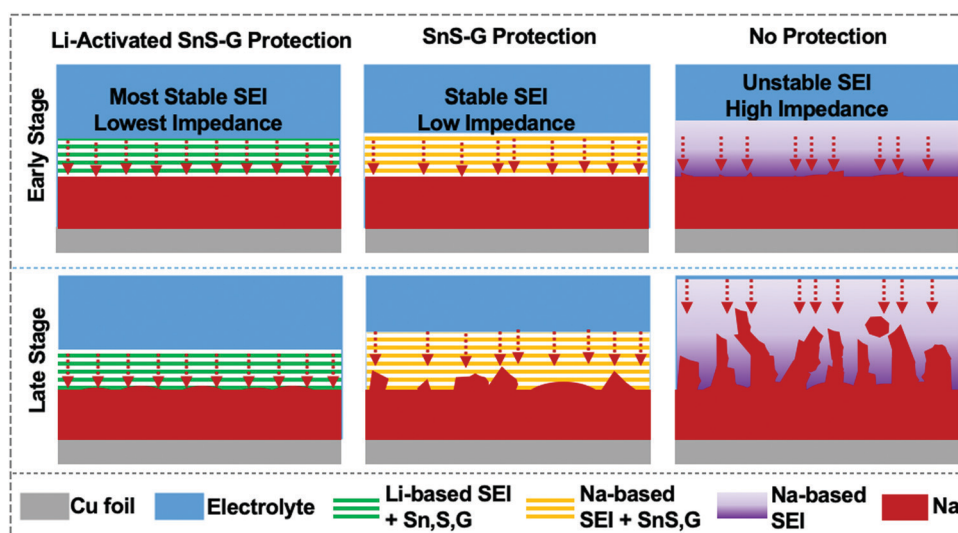 Li-Activated SnS-G Protection
SnS-G Protection
No Protection
Early Stage
Most Stable SEI
Lowest Impedance
Stable SEI
Low Impedance
Unstable SEI
High Impedance
Late Stage
Cu foil
Electrolyte
Li-based SEI
+ Sn,S,G
Na-based
SEI + SnS,G
Na-based
SEI
Na